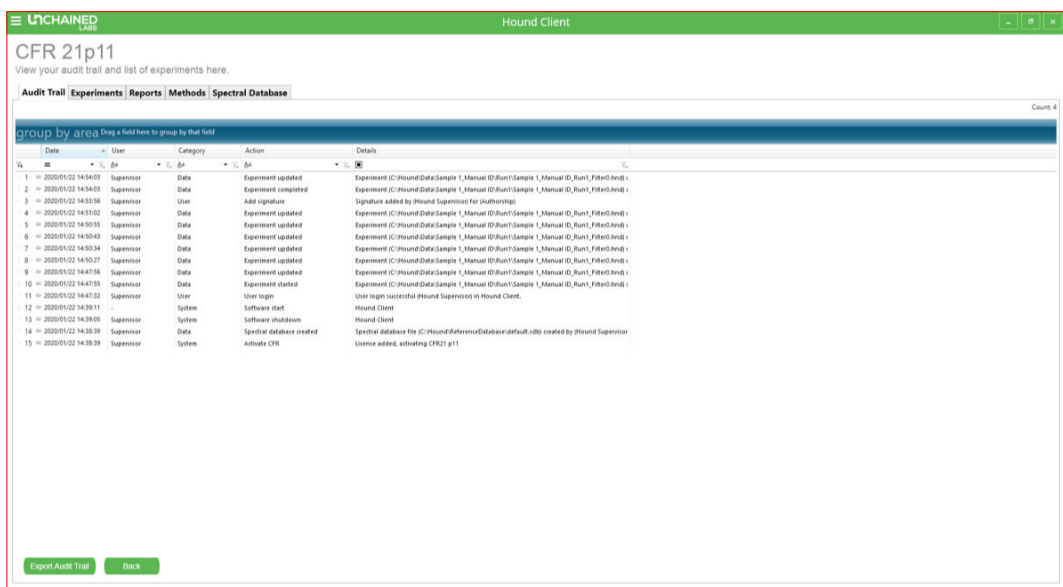 UNCHAINED LABS
Hound Client
CFR 21p11
View your audit trail and list of experiments here.
Audit Trail Experiments Reports Methods Spectral Database
Count: 4
group by area Drag a field here to group by that field
Date User Category Action Details
= Aa Aa Aa
1 2020/01/22 14:54:03 Supervisor Data Experiment updated Experiment (C:\Hound\Data\Sample 1_Manual ID\Run1\Sample 1_Manual ID_Run1_Filter0.hnd)
2 2020/01/22 14:54:03 Supervisor Data Experiment completed Experiment (C:\Hound\Data\Sample 1_Manual ID\Run1\Sample 1_Manual ID_Run1_Filter0.hnd)
3 2020/01/22 14:53:56 Supervisor User Add signature Signature added by (Hound Supervisor) for (Authorship)
4 2020/01/22 14:51:02 Supervisor Data Experiment updated Experiment (C:\Hound\Data\Sample 1_Manual ID\Run1\Sample 1_Manual ID_Run1_Filter0.hnd)
5 2020/01/22 14:50:55 Supervisor Data Experiment updated Experiment (C:\Hound\Data\Sample 1_Manual ID\Run1\Sample 1_Manual ID_Run1_Filter0.hnd)
6 2020/01/22 14:50:43 Supervisor Data Experiment updated Experiment (C:\Hound\Data\Sample 1_Manual ID\Run1\Sample 1_Manual ID_Run1_Filter0.hnd)
7 2020/01/22 14:50:34 Supervisor Data Experiment updated Experiment (C:\Hound\Data\Sample 1_Manual ID\Run1\Sample 1_Manual ID_Run1_Filter0.hnd)
8 2020/01/22 14:50:27 Supervisor Data Experiment updated Experiment (C:\Hound\Data\Sample 1_Manual ID\Run1\Sample 1_Manual ID_Run1_Filter0.hnd)
9 2020/01/22 14:47:56 Supervisor Data Experiment updated Experiment (C:\Hound\Data\Sample 1_Manual ID\Run1\Sample 1_Manual ID_Run1_Filter0.hnd)
10 2020/01/22 14:47:55 Supervisor Data Experiment started Experiment (C:\Hound\Data\Sample 1_Manual ID\Run1\Sample 1_Manual ID_Run1_Filter0.hnd)
11 2020/01/22 14:47:32 Supervisor User User login User login successful (Hound Supervisor) in Hound Client.
12 2020/01/22 14:39:11 - System Software start Hound Client
13 2020/01/22 14:39:05 Supervisor System Software shutdown Hound Client
14 2020/01/22 14:38:39 Supervisor Data Spectral database created Spectral database file (C:\Hound\ReferenceDatabase\default.sdb) created by (Hound Supervisor
15 2020/01/22 14:38:39 Supervisor System Activate CFR License added, activating CFR21 p11
Export Audit Trail Back